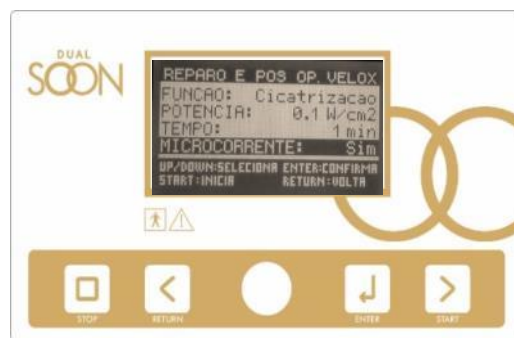 DUAL
SOON
REPARO E POS OP. VELOX
FUNCAO: Cicatrizacao
POTENCIA: 0.1 W/cm2
TEMPO: 1 min
MICROCORRENTE: Sim
UP/DOWN:SELECIONA ENTER:CONFIRMA
START:INICIA RETURN:VOLTA
STOP
RETURN
ENTER
START